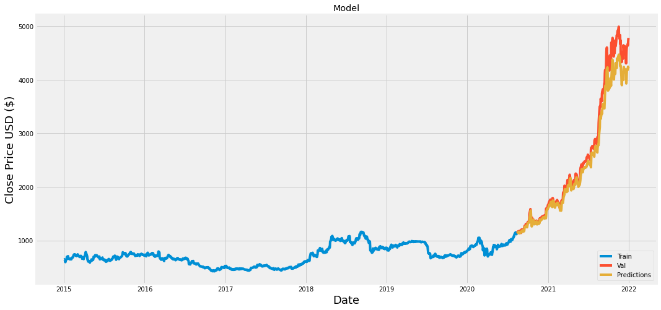 Model
Close Price USD ($)
5000
4000
3000
2000
1000
2015 2016 2017 2018 2019 2020 2021 2022
Date
Train
Val
Predictions